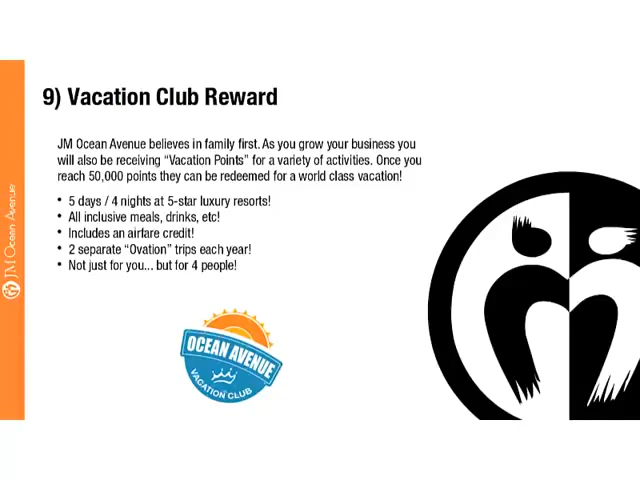 9) Vacation Club Reward
JM Ocean Avenue believes in family first. As you grow your business you
will also be receiving “Vacation Points” for a variety of activities. Once you
reach 50,000 points they can be redeemed for a world class vacation!
• 5 days / 4 nights at 5-star luxury resorts!
• All inclusive meals, drinks, etc!
• Includes an airfare credit!
• 2 separate “Ovation” trips each year!
• Not just for you... but for 4 people!
JM Ocean Avenue
OCEAN AVENUE
VACATION CLUB